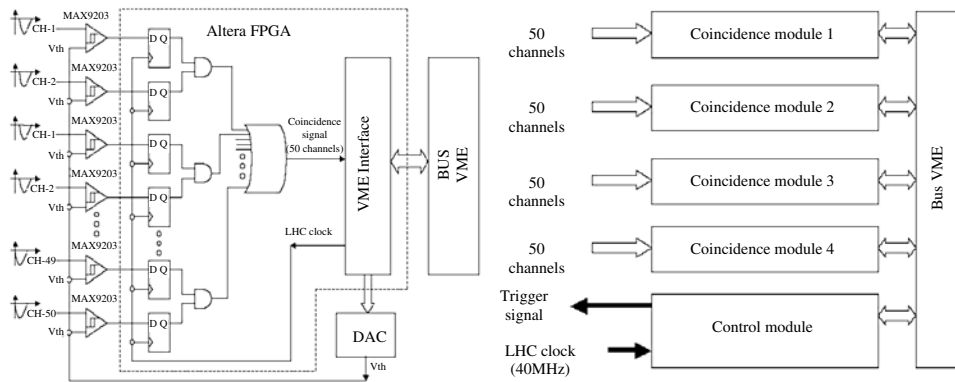 MAX9203
CH-1
Vth
D Q
Altera FPGA
MAX9203
CH-2
Vth
D Q
MAX9203
CH-1
Vth
D Q
MAX9203
CH-2
Vth
D Q
MAX9203
CH-49
Vth
D Q
MAX9203
CH-50
Vth
D Q
Coincidence
signal
(50 channels)
LHC clock
VME Interface
BUS
VME
DAC
Vth
50
channels
Coincidence module 1
50
channels
Coincidence module 2
50
channels
Coincidence module 3
50
channels
Coincidence module 4
Trigger
signal
Control module
LHC clock
(40MHz)
Bus VME